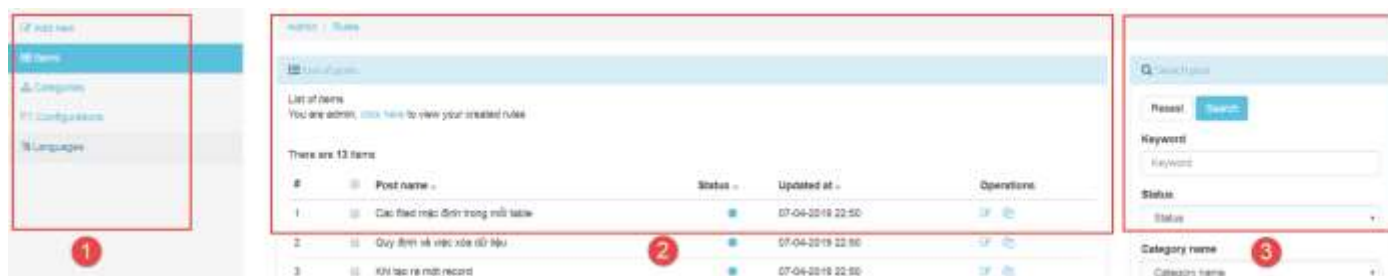 Add new
Items
Categories
Configurations
Languages
1
Admin / Rules
List of posts
List of items
You are admin, click here to view your created rules
There are 13 items
# Post name Status Updated at Operations
1 Các filed mặc định trong mỗi table 07-04-2019 22:50
2 Quy định về việc xóa dữ liệu 07-04-2019 22:50
3 Khi tạo ra một record 07-04-2019 22:50
2
Search post
Reset Search
Keyword
Keyword
Status
Status
Category name
Category name
3